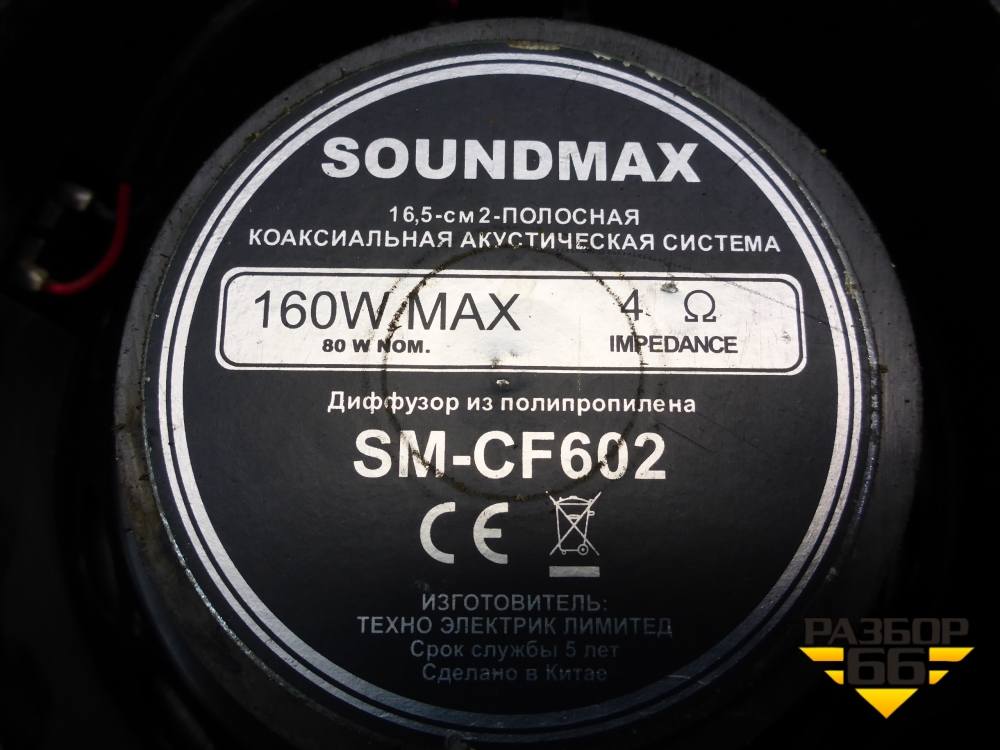 SOUNDMAX
16,5-см 2-ПОЛОСНАЯ
КОАКСИАЛЬНАЯ АКУСТИЧЕСКАЯ СИСТЕМА
160W MAX 4 Ω
80 W NOM. IMPEDANCE
Диффузор из полипропилена
SM-CF602
CE
ИЗГОТОВИТЕЛЬ:
ТЕХНО ЭЛЕКТРИК ЛИМИТЕД
Срок службы 5 лет
Сделано в Китае
РАЗБОР
66